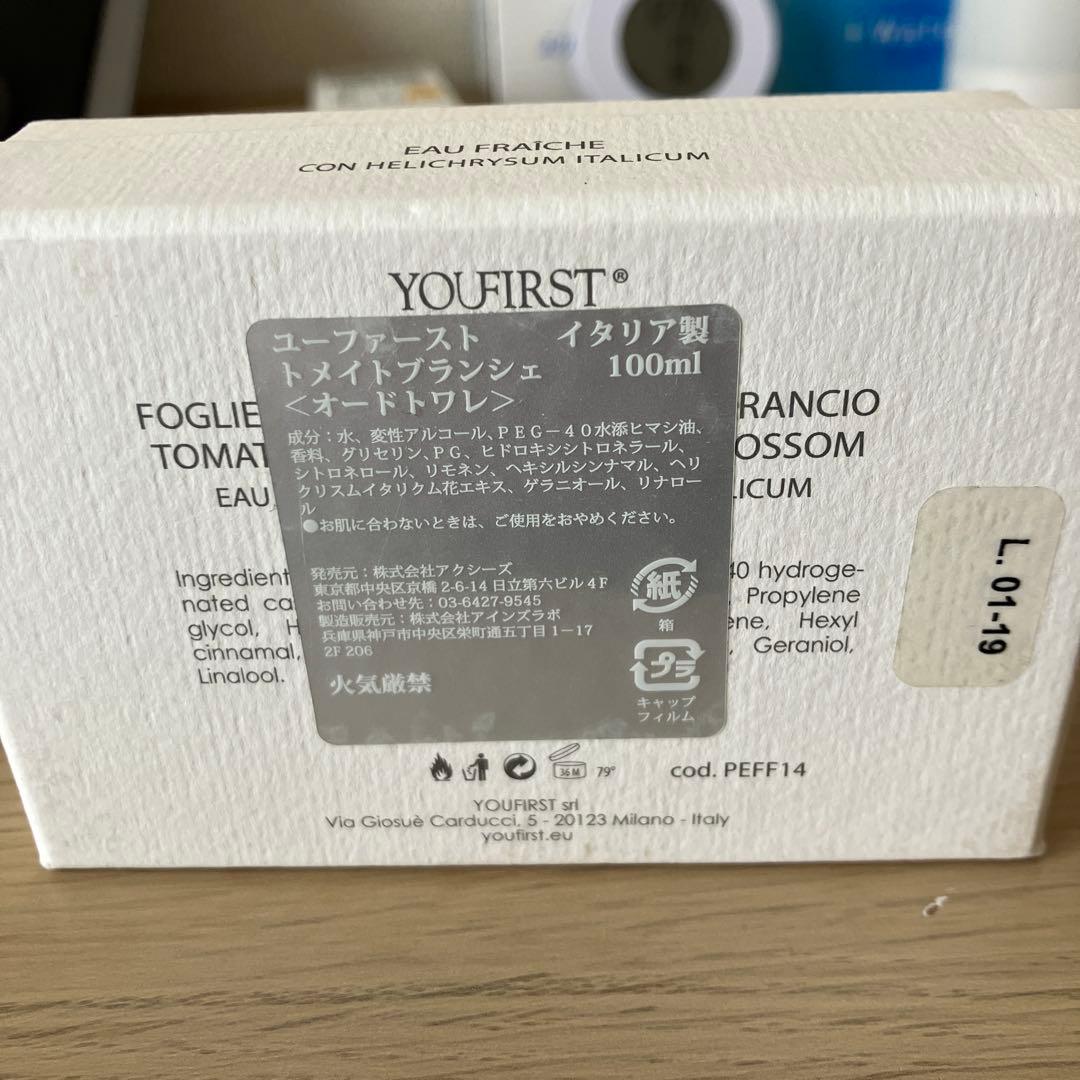 EAU FRAÎCHE
CON HELICHRYSUM ITALICUM
YOUFIRST®
ユーファースト イタリア製
トメイトブランシェ 100ml
＜オードトワレ＞
成分：水、変性アルコール、PEG－40水添ヒマシ油、
香料、グリセリン、PG、ヒドロキシシトロネラール、
シトロネロール、リモネン、ヘキシルシンナマル、ヘリ
クリスムイタリクム花エキス、ゲラニオール、リナロー
ル
●お肌に合わないときは、ご使用をおやめください。
発売元：株式会社アクシーズ
東京都中央区京橋 2-6-14 日立第六ビル 4F
お問い合わせ先：03-6427-9545
製造販売元：株式会社アインズラボ
兵庫県神戸市中央区栄町通五丁目1－17
2F 206
火気厳禁
紙
箱
プラ
キャップ
フィルム
FOGLIE RANCIO
TOMAT OSSOM
EAU LICUM
Ingredient 40 hydroge-
nated ca Propylene
glycol, H ene, Hexyl
cinnamal, , Geraniol,
Linalool.
L. 01-19
36 M 79° cod. PEFF14
YOUFIRST srl
Via Giosuè Carducci, 5 - 20123 Milano - Italy
youfirst.eu